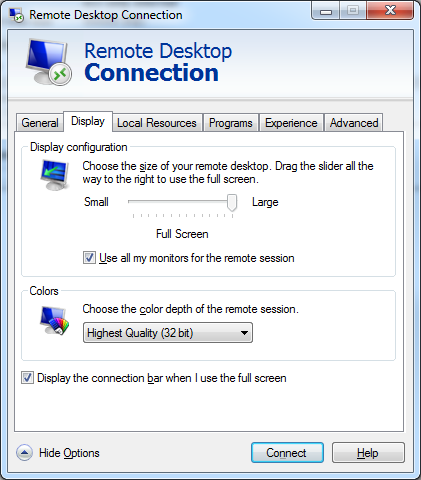 Remote Desktop Connection
Remote Desktop
Connection
General Display Local Resources Programs Experience Advanced
Display configuration
Choose the size of your remote desktop. Drag the slider all the
way to the right to use the full screen.
Small Large
Full Screen
Use all my monitors for the remote session
Colors
Choose the color depth of the remote session.
Highest Quality (32 bit)
Display the connection bar when I use the full screen
Hide Options Connect Help